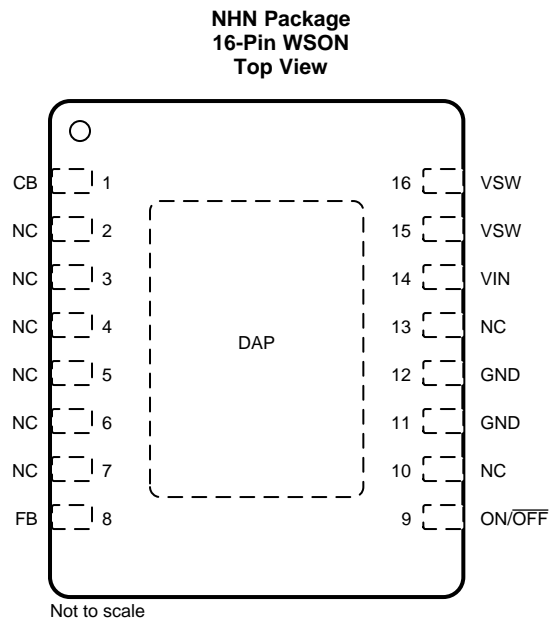 NHN Package
16-Pin WSON
Top View
CB 1 16 VSW
NC 2 15 VSW
NC 3 14 VIN
NC 4 13 NC
DAP
NC 5 12 GND
NC 6 11 GND
NC 7 10 NC
FB 8 9 ON/O̅F̅F̅
Not to scale